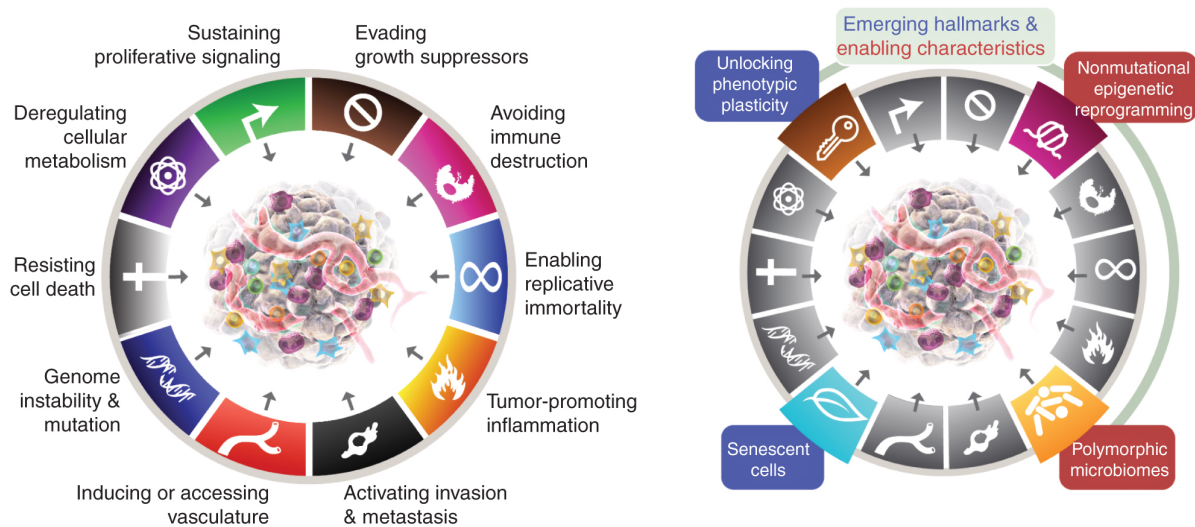 Sustaining
proliferative signaling
Evading
growth suppressors
Deregulating
cellular
metabolism
Avoiding
immune
destruction
Resisting
cell death
Enabling
replicative
immortality
Genome
instability &
mutation
Tumor-promoting
inflammation
Inducing or accessing
vasculature
Activating invasion
& metastasis
Emerging hallmarks &
enabling characteristics
Unlocking
phenotypic
plasticity
Nonmutational
epigenetic
reprogramming
Senescent
cells
Polymorphic
microbiomes